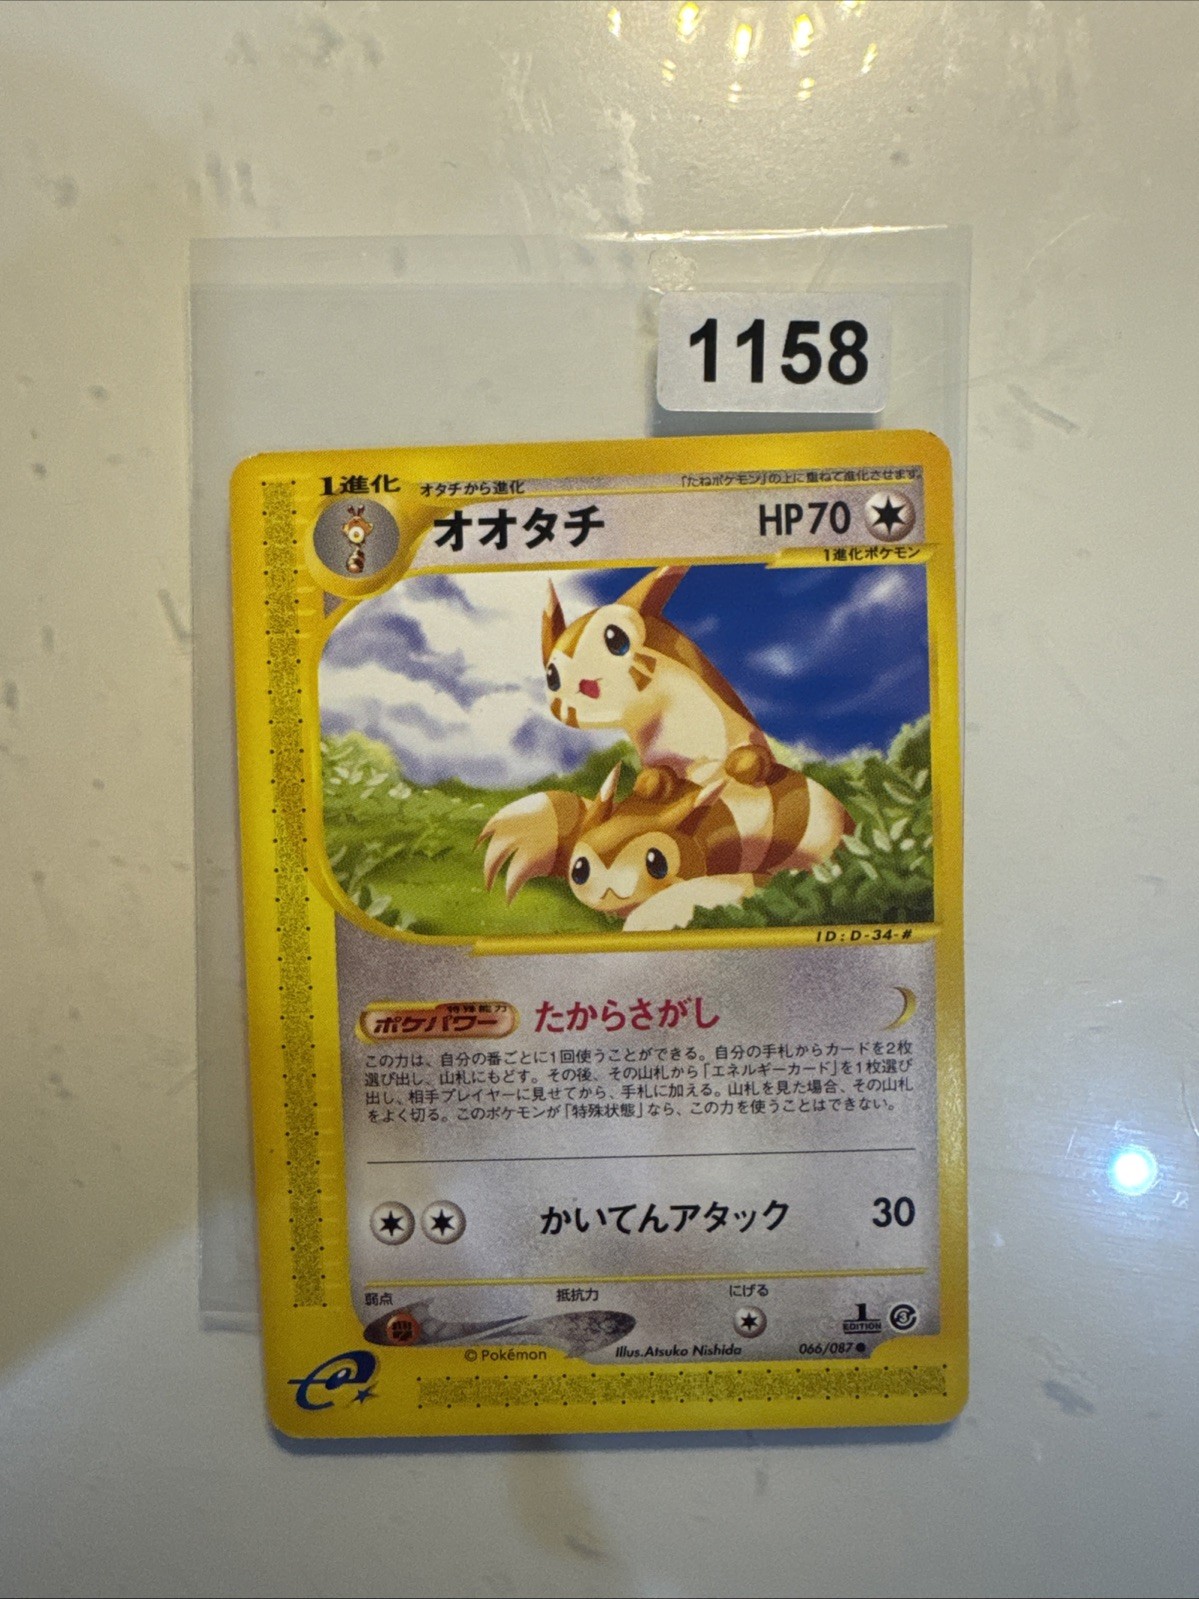 1158
1進化
オタチから進化
「たねポケモン」の上に重ねて進化させます。
オオタチ
HP70
1進化ポケモン
ID:D-34-#
ポケパワー
特殊能力
たからさがし
この力は、自分の番ごとに1回使うことができる。自分の手札からカードを2枚
選び出し、山札にもどす。その後、その山札から「エネルギーカード」を1枚選び
出し、相手プレイヤーに見せてから、手札に加える。山札を見た場合、その山札
をよく切る。このポケモンが「特殊状態」なら、この力を使うことはできない。
かいてんアタック
30
弱点
抵抗力
にげる
1
EDITION
3
© Pokémon
Illus.Atsuko Nishida
066/087●
e